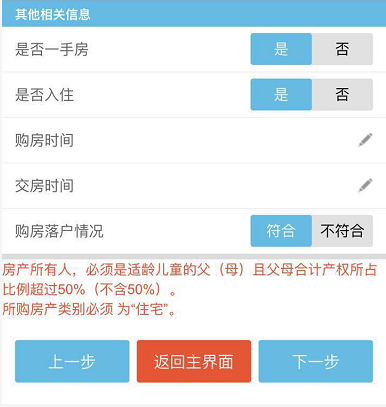 其他相关信息
是否一手房 是 否
是否入住 是 否
购房时间
交房时间
购房落户情况 符合 不符合
房产所有人，必须是适龄儿童的父（母）且父母合计产权所占
比例超过50%（不含50%）。
所购房产类别必须 为“住宅”。
上一步 返回主界面 下一步